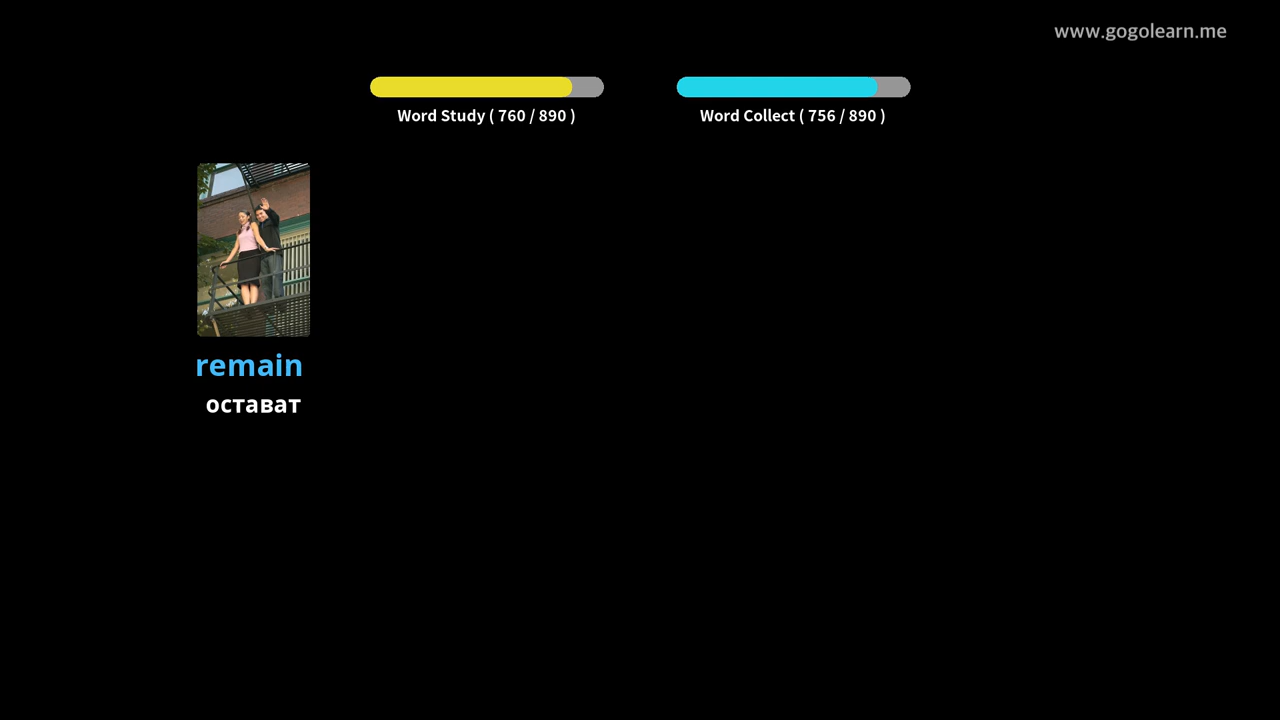 www.gogolearn.me
Word Study ( 760 / 890 )
Word Collect ( 756 / 890 )
remain
остават